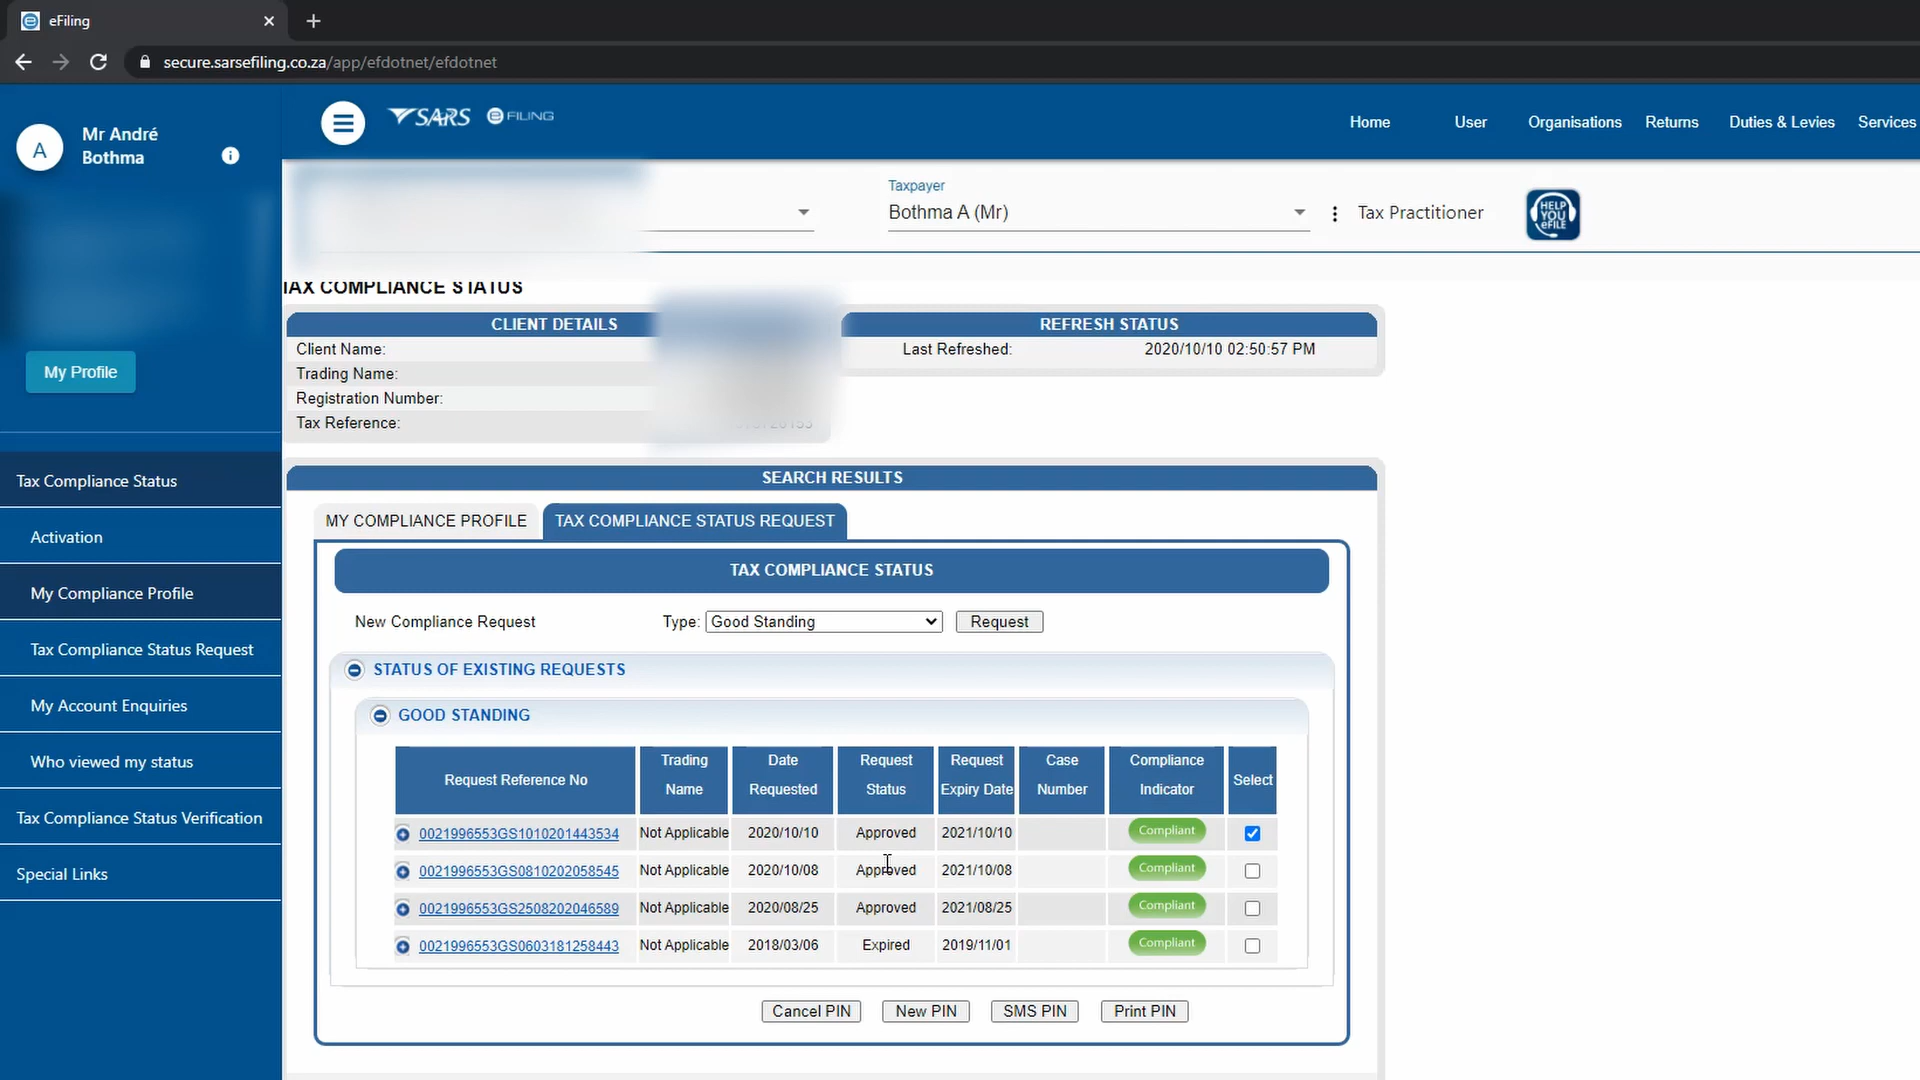 eFiling
secure.sarsefiling.co.za/app/efdotnet/efdotnet
A
Mr André
Bothma
i
SARS e FILING
Home User Organisations Returns Duties & Levies Services
Taxpayer
Bothma A (Mr)
Tax Practitioner
HELP
YOU
eFILE
My Profile
Tax Compliance Status
Activation
My Compliance Profile
Tax Compliance Status Request
My Account Enquiries
Who viewed my status
Tax Compliance Status Verification
Special Links
TAX COMPLIANCE STATUS
CLIENT DETAILS
Client Name:
Trading Name:
Registration Number:
Tax Reference:
REFRESH STATUS
Last Refreshed: 2020/10/10 02:50:57 PM
SEARCH RESULTS
MY COMPLIANCE PROFILE TAX COMPLIANCE STATUS REQUEST
TAX COMPLIANCE STATUS
New Compliance Request Type: Good Standing Request
STATUS OF EXISTING REQUESTS
GOOD STANDING
Request Reference No Trading Name Date Requested Request Status Request Expiry Date Case Number Compliance Indicator Select
0021996553GS1010201443534 Not Applicable 2020/10/10 Approved 2021/10/10 Compliant
0021996553GS0810202058545 Not Applicable 2020/10/08 Approved 2021/10/08 Compliant
0021996553GS2508202046589 Not Applicable 2020/08/25 Approved 2021/08/25 Compliant
0021996553GS0603181258443 Not Applicable 2018/03/06 Expired 2019/11/01 Compliant
Cancel PIN New PIN SMS PIN Print PIN